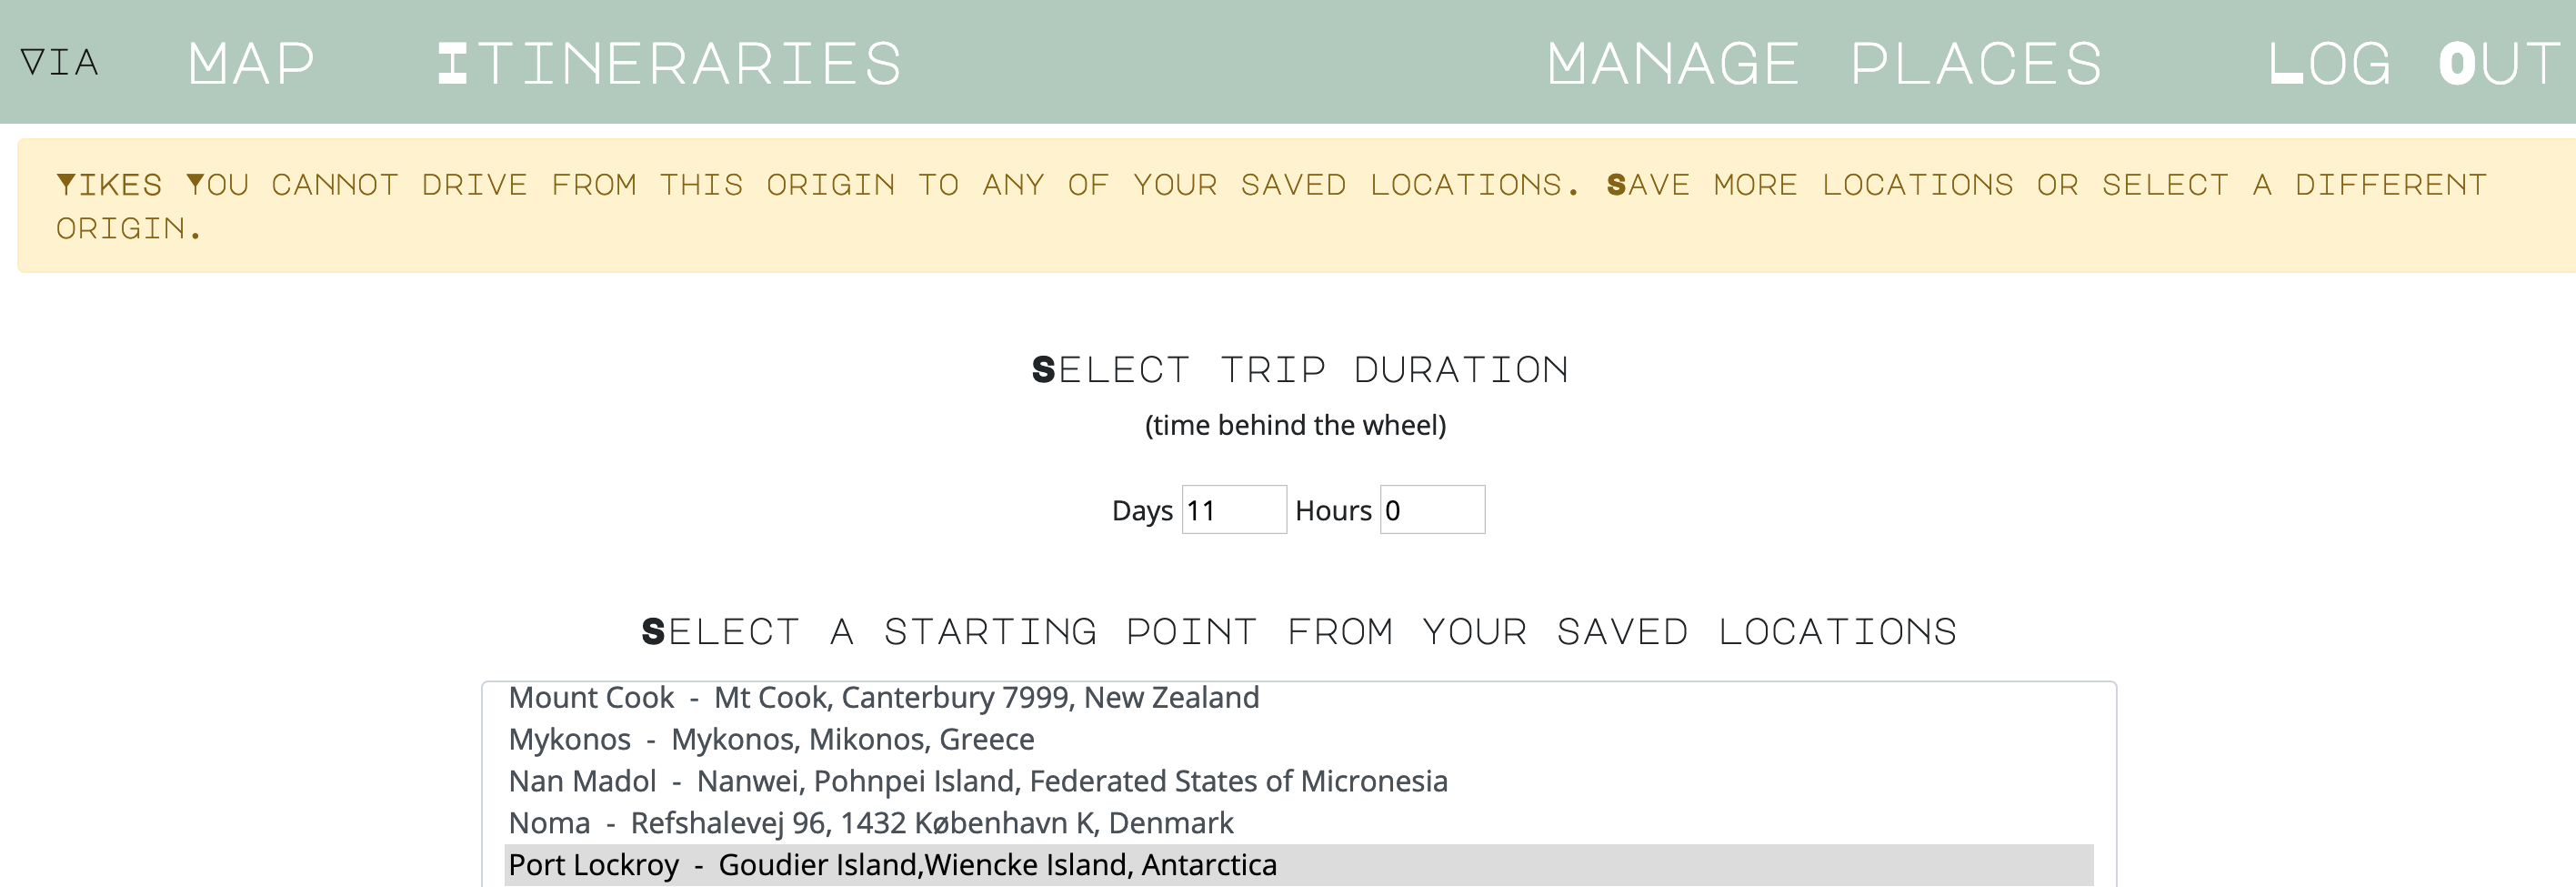 VIA MAP ITINERARIES MANAGE PLACES LOG OUT
YIKES YOU CANNOT DRIVE FROM THIS ORIGIN TO ANY OF YOUR SAVED LOCATIONS. SAVE MORE LOCATIONS OR SELECT A DIFFERENT
ORIGIN.
SELECT TRIP DURATION
(time behind the wheel)
Days 11 Hours 0
SELECT A STARTING POINT FROM YOUR SAVED LOCATIONS
Mount Cook - Mt Cook, Canterbury 7999, New Zealand
Mykonos - Mykonos, Mikonos, Greece
Nan Madol - Nanwei, Pohnpei Island, Federated States of Micronesia
Noma - Refshalevej 96, 1432 København K, Denmark
Port Lockroy - Goudier Island,Wiencke Island, Antarctica